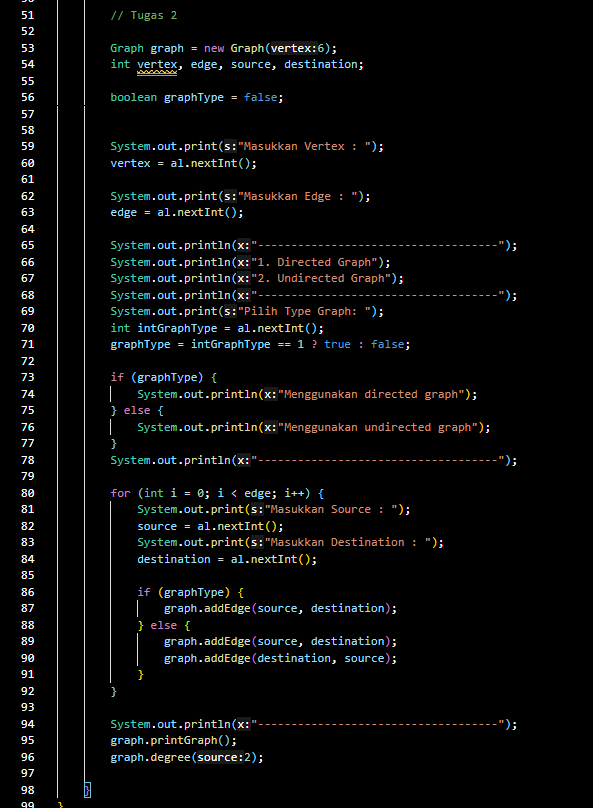 51 // Tugas 2
52
53 Graph graph = new Graph(vertex:6);
54 int vertex, edge, source, destination;
55
56 boolean graphType = false;
57
58
59 System.out.print(s:"Masukkan Vertex : ");
60 vertex = al.nextInt();
61
62 System.out.print(s:"Masukkan Edge : ");
63 edge = al.nextInt();
64
65 System.out.println(x:"------------------------------------");
66 System.out.println(x:"1. Directed Graph");
67 System.out.println(x:"2. Undirected Graph");
68 System.out.println(x:"------------------------------------");
69 System.out.print(s:"Pilih Type Graph: ");
70 int intGraphType = al.nextInt();
71 graphType = intGraphType == 1 ? true : false;
72
73 if (graphType) {
74 System.out.println(x:"Menggunakan directed graph");
75 } else {
76 System.out.println(x:"Menggunakan undirected graph");
77 }
78 System.out.println(x:"------------------------------------");
79
80 for (int i = 0; i < edge; i++) {
81 System.out.print(s:"Masukkan Source : ");
82 source = al.nextInt();
83 System.out.print(s:"Masukkan Destination : ");
84 destination = al.nextInt();
85
86 if (graphType) {
87 graph.addEdge(source, destination);
88 } else {
89 graph.addEdge(source, destination);
90 graph.addEdge(destination, source);
91 }
92 }
93
94 System.out.println(x:"------------------------------------");
95 graph.printGraph();
96 graph.degree(source:2);
97
98 }
99 }